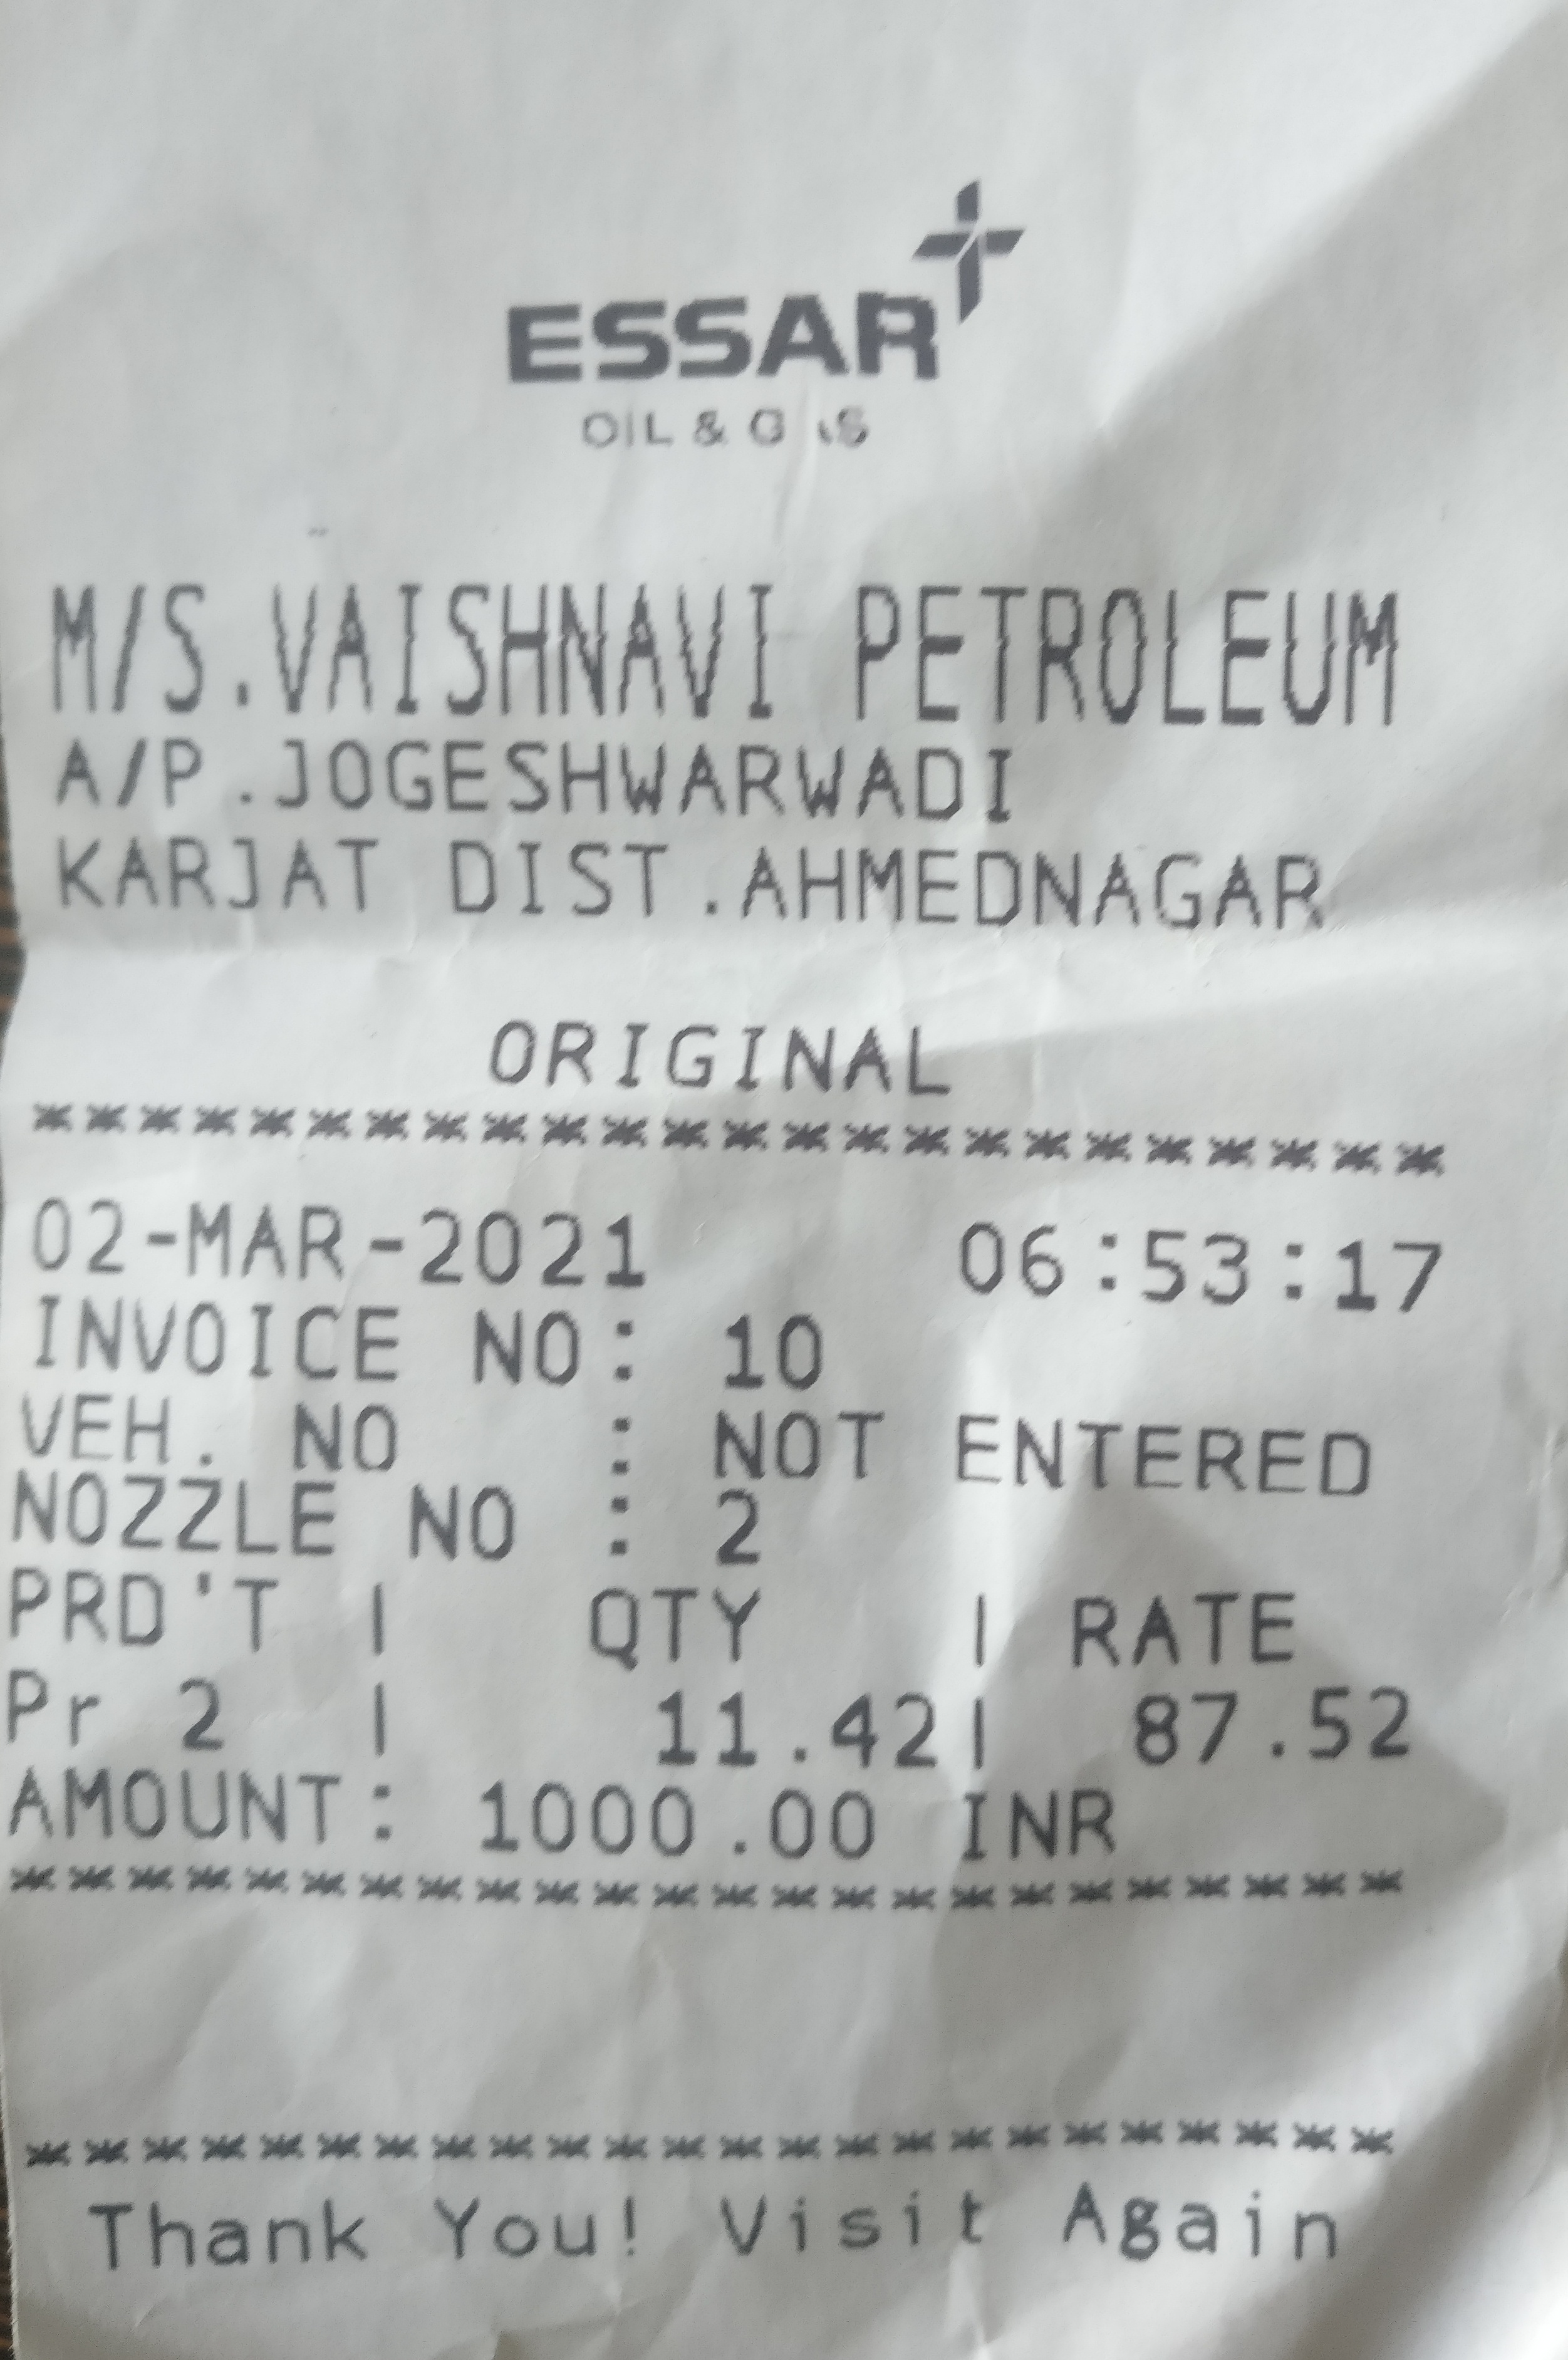 ESSAR
OIL & GAS
M/S.VAISHNAVI PETROLEUM
A/P.JOGESHWARWADI
KARJAT DIST.AHMEDNAGAR
ORIGINAL
************************
02-MAR-2021 06:53:17
INVOICE NO: 10
VEH. NO : NOT ENTERED
NOZZLE NO : 2
PRD'T | QTY | RATE
Pr 2 | 11.42| 87.52
AMOUNT: 1000.00 INR
************************
************************
Thank You! Visit Again